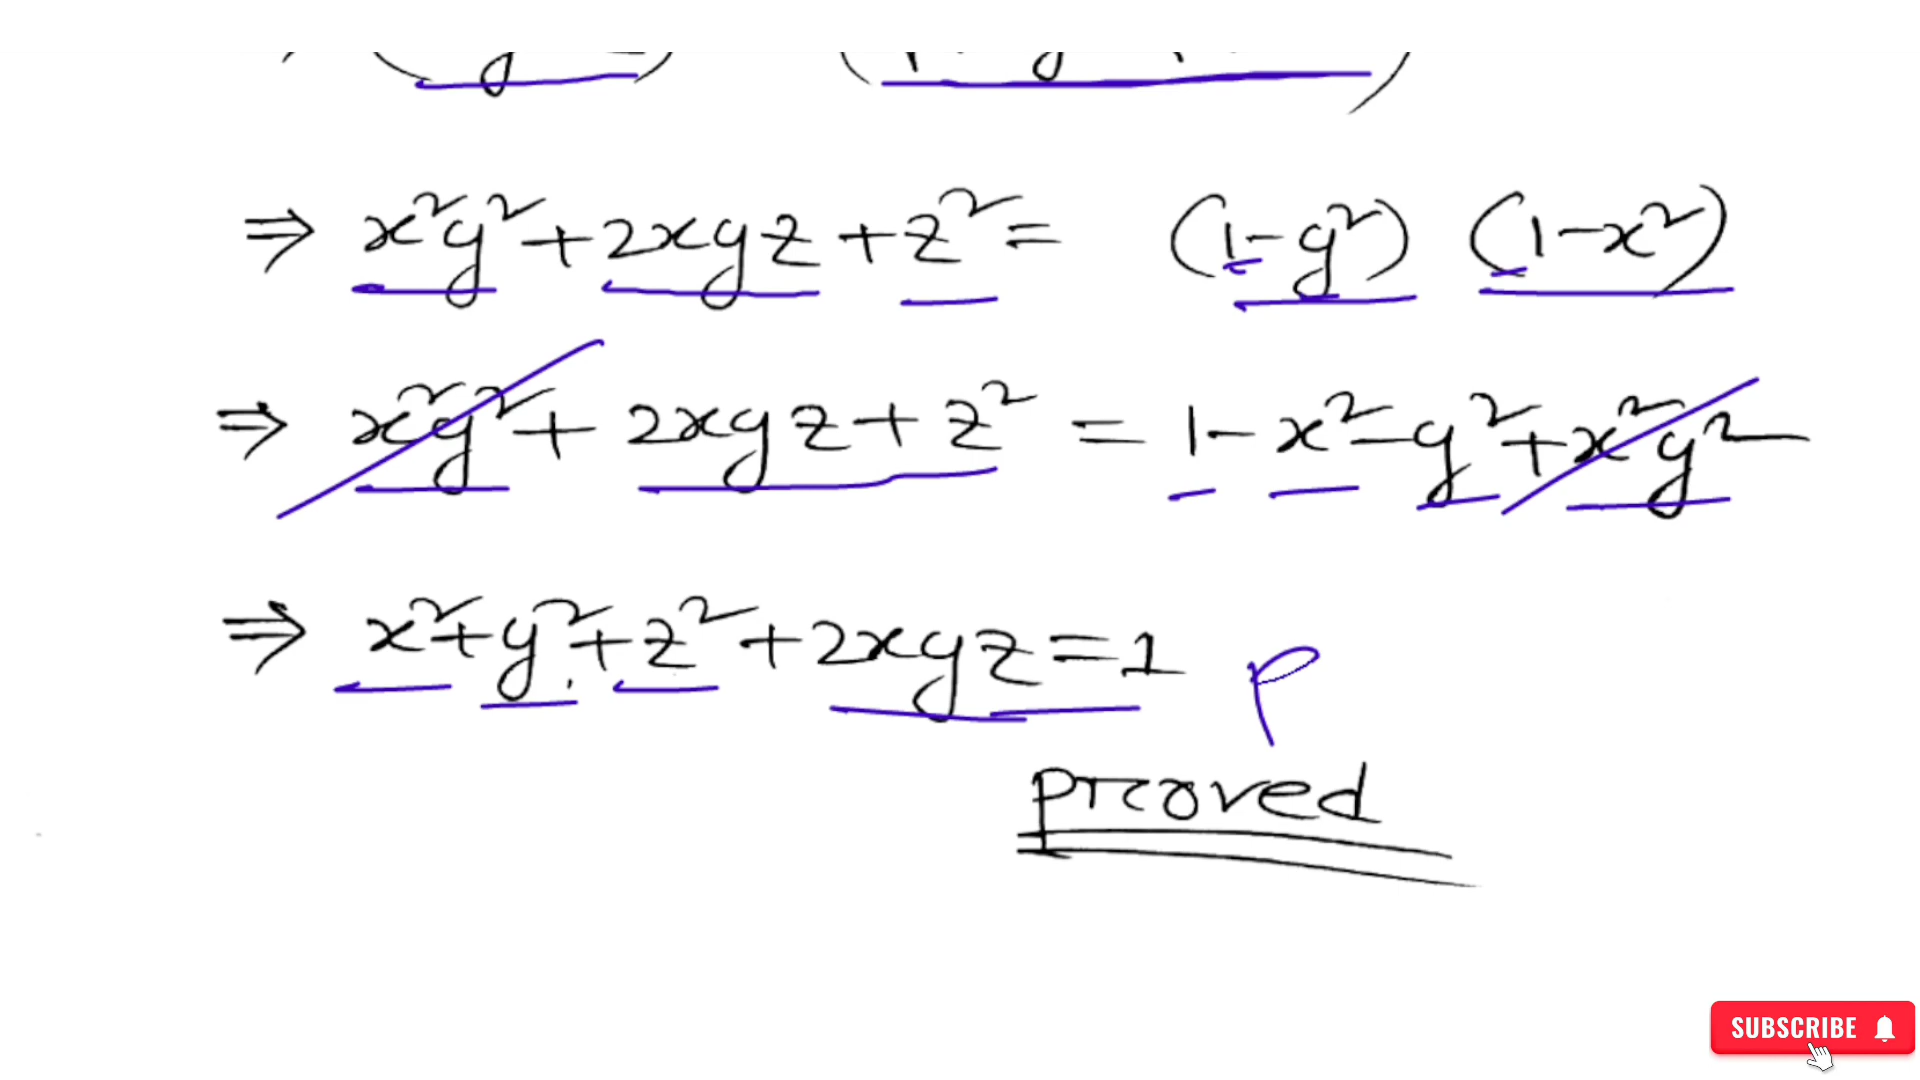 ⇒ x²y² + 2xyz + z² = (1-y²) (1-x²)
⇒ x²y² + 2xyz + z² = 1 - x² - y² + x²y²
⇒ x² + y² + z² + 2xyz = 1 P
proved
SUBSCRIBE